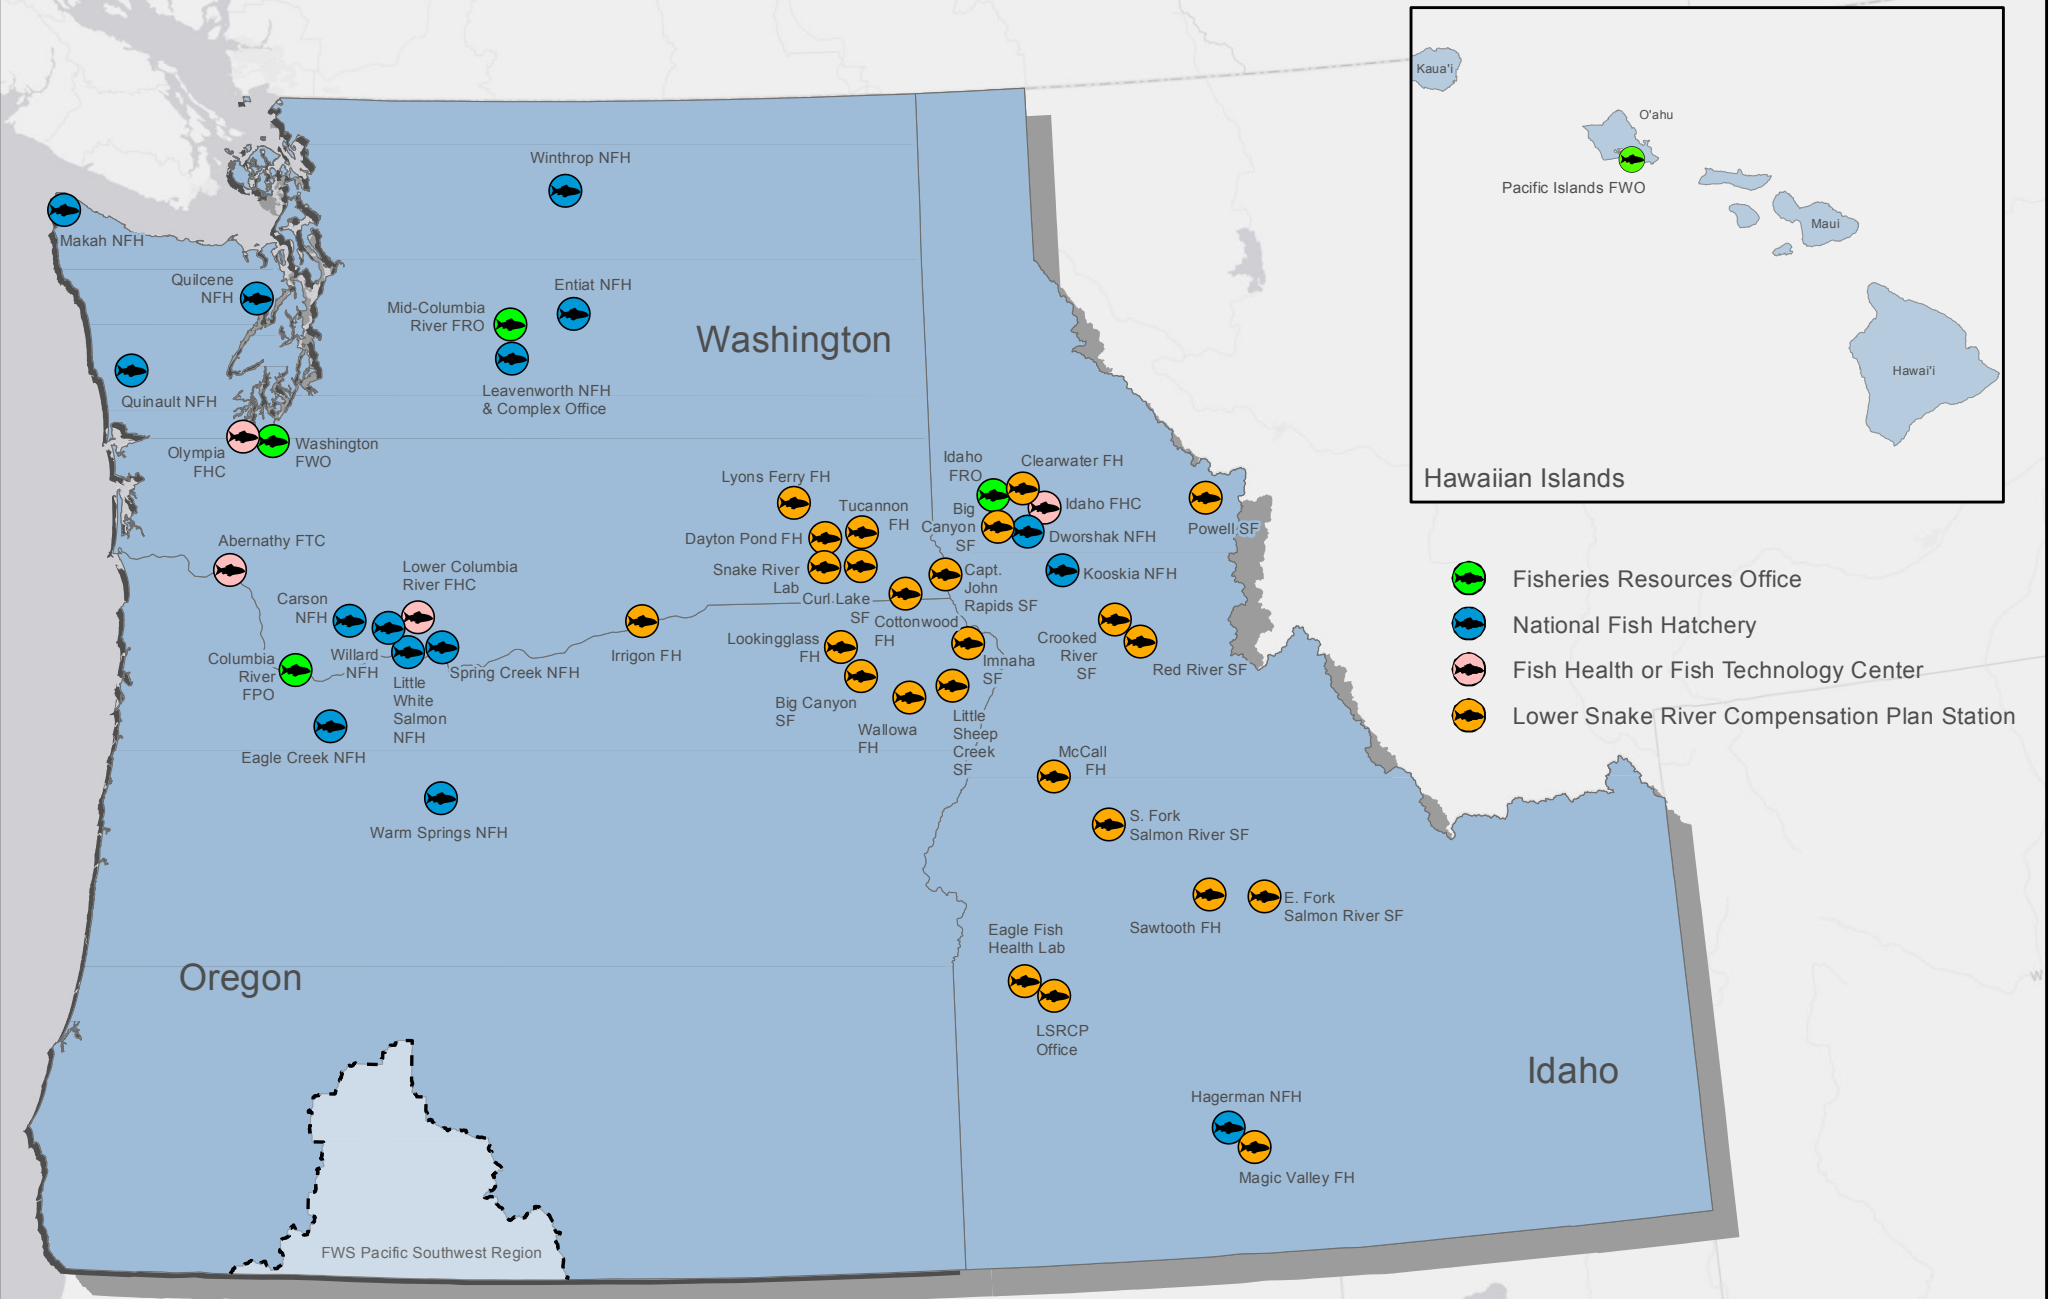 Kaua'i
O'ahu
Pacific Islands FWO
Maui
Hawai'i
Hawaiian Islands
Winthrop NFH
Makah NFH
Quilcene
NFH
Entiat NFH
Mid-Columbia
River FRO
Washington
Leavenworth NFH
& Complex Office
Quinault NFH
Olympia
FHC
Washington
FWO
Idaho
FRO
Clearwater FH
Lyons Ferry FH
Tucannon
FH
Big
Canyon
SF
Idaho FHC
Powell SF
Dayton Pond FH
Dworshak NFH
Abernathy FTC
Lower Columbia
River FHC
Snake River
Lab
Capt.
John
Rapids SF
Kooskia NFH
Carson
NFH
Curl Lake
SF
Cottonwood
FH
Columbia
River
FPO
Willard
NFH
Little
White
Salmon
NFH
Spring Creek NFH
Irrigon FH
Lookingglass
FH
Imnaha
SF
Crooked
River
SF
Red River SF
Big Canyon
SF
Wallowa
FH
Little
Sheep
Creek
SF
Eagle Creek NFH
McCall
FH
Warm Springs NFH
S. Fork
Salmon River SF
Sawtooth FH
E. Fork
Salmon River SF
Eagle Fish
Health Lab
Oregon
LSRCP
Office
Idaho
Hagerman NFH
Magic Valley FH
FWS Pacific Southwest Region
Fisheries Resources Office
National Fish Hatchery
Fish Health or Fish Technology Center
Lower Snake River Compensation Plan Station
W